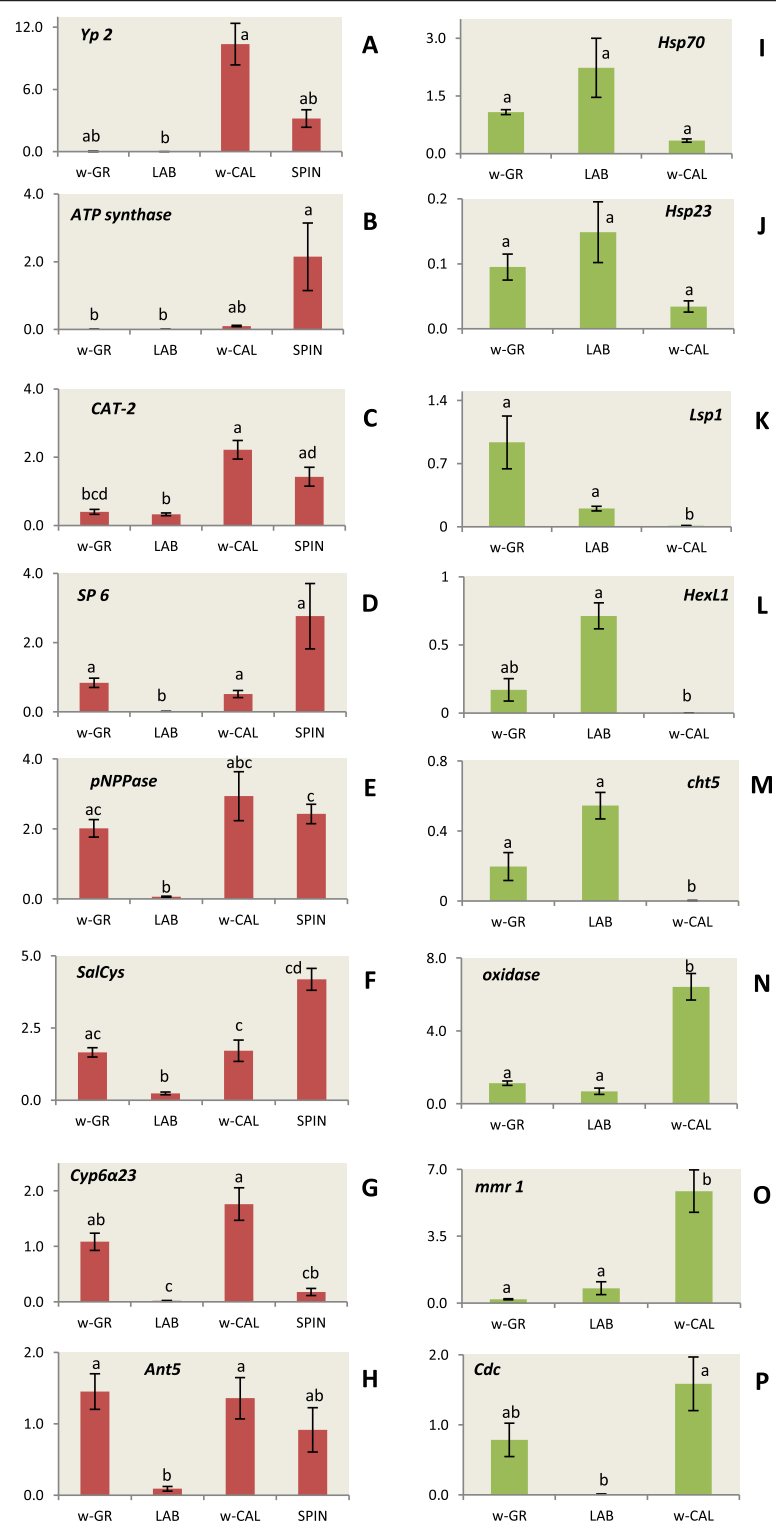 Yp 2
A
12.0
6.0
0.0
ab
b
a
ab
w-GR LAB w-CAL SPIN
ATP synthase
B
4.0
2.0
0.0
b
b
ab
a
w-GR LAB w-CAL SPIN
CAT-2
C
4.0
2.0
0.0
bcd
b
a
ad
w-GR LAB w-CAL SPIN
SP 6
D
4.0
2.0
0.0
a
b
a
a
w-GR LAB w-CAL SPIN
pNPPase
E
4.0
2.0
0.0
ac
b
abc
c
w-GR LAB w-CAL SPIN
SalCys
F
5.0
2.5
0.0
ac
b
c
cd
w-GR LAB w-CAL SPIN
Cyp6α23
G
2.0
1.0
0.0
ab
c
a
cb
w-GR LAB w-CAL SPIN
Ant5
H
2.0
1.0
0.0
a
b
a
ab
w-GR LAB w-CAL SPIN
Hsp70
I
3.0
1.5
0.0
a
a
a
w-GR LAB w-CAL
Hsp23
J
0.2
0.1
0.0
a
a
a
w-GR LAB w-CAL
Lsp1
K
1.4
0.7
0
a
a
b
w-GR LAB w-CAL
HexL1
L
1
0.5
0
ab
a
b
w-GR LAB w-CAL
cht5
M
0.8
0.4
0
a
a
b
w-GR LAB w-CAL
oxidase
N
8.0
4.0
0.0
a
a
b
w-GR LAB w-CAL
mmr 1
O
7.0
3.5
0.0
a
a
b
w-GR LAB w-CAL
Cdc
P
2.0
1.0
0.0
ab
b
a
w-GR LAB w-CAL